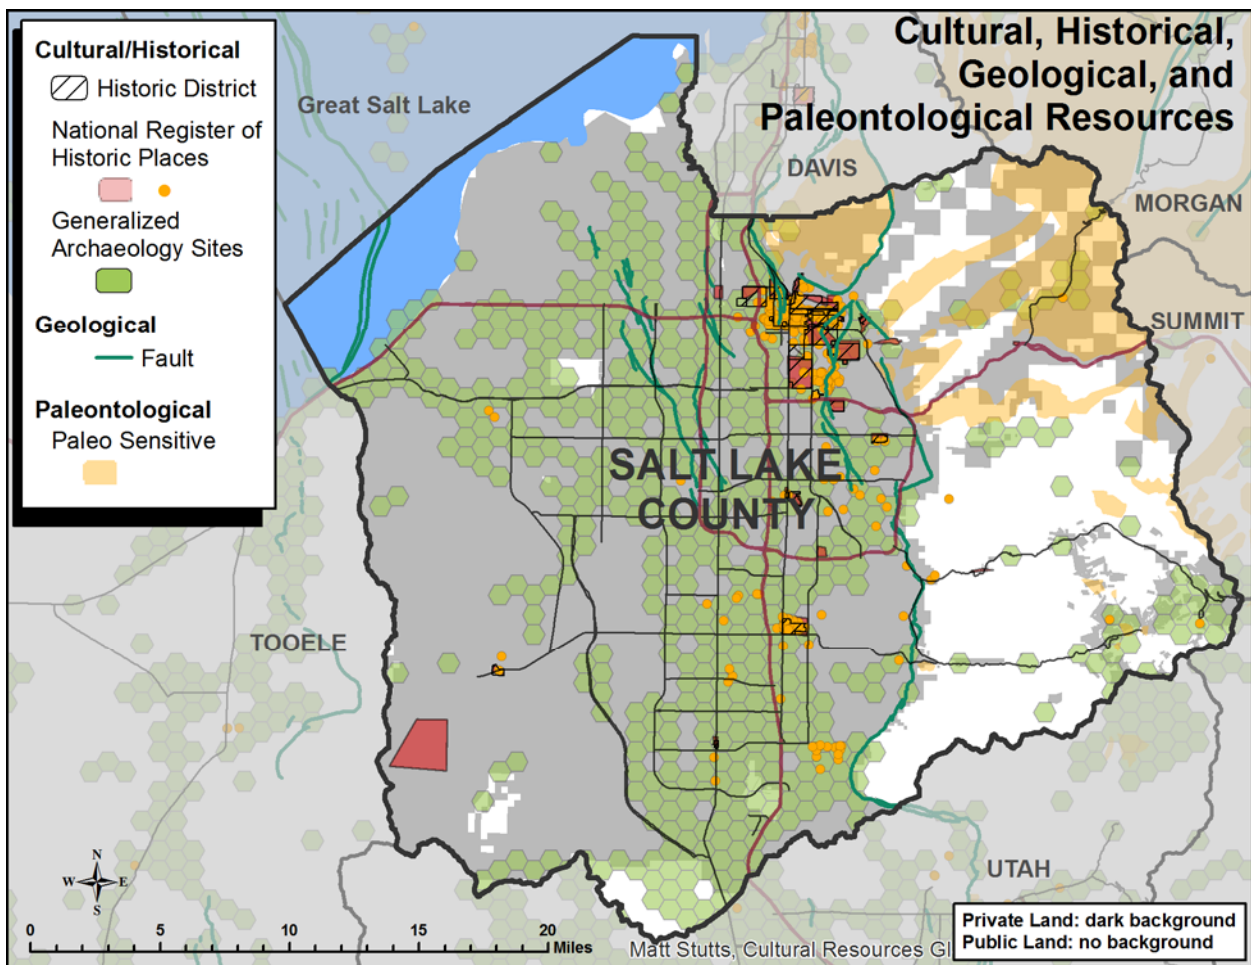 Cultural, Historical,
Geological, and
Paleontological Resources
Cultural/Historical
Historic District
National Register of
Historic Places
Generalized
Archaeology Sites
Geological
Fault
Paleontological
Paleo Sensitive
Great Salt Lake
DAVIS
MORGAN
SUMMIT
SALT LAKE
COUNTY
TOOELE
UTAH
N
W E
S
0 5 10 15 20
Miles
Matt Stutts, Cultural Resources GI
Private Land: dark background
Public Land: no background